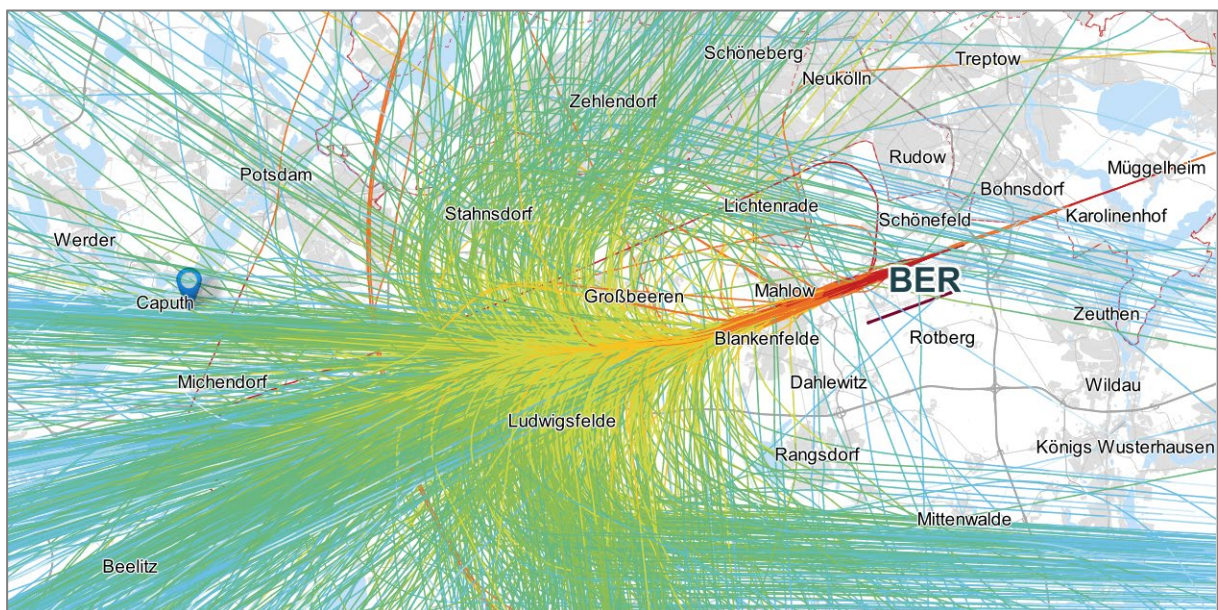 Schöneberg
Treptow
Neukölln
Zehlendorf
Rudow
Müggelheim
Potsdam
Bohnsdorf
Lichtenrade
Stahnsdorf
Schönefeld
Karolinenhof
Werder
BER
Caputh
Großbeeren
Mahlow
Zeuthen
Blankenfelde
Rotberg
Michendorf
Dahlewitz
Wildau
Ludwigsfelde
Rangsdorf
Königs Wusterhausen
Mittenwalde
Beelitz